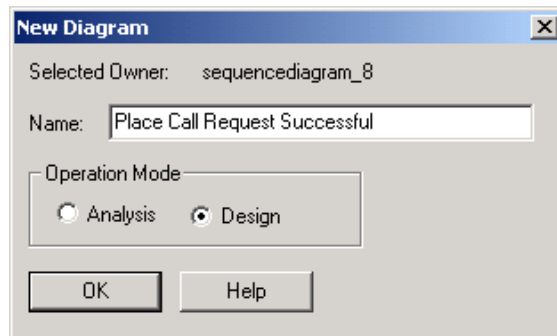 New Diagram
Selected Owner: sequencediagram_8
Name: Place Call Request Successful
Operation Mode
Analysis Design
OK Help